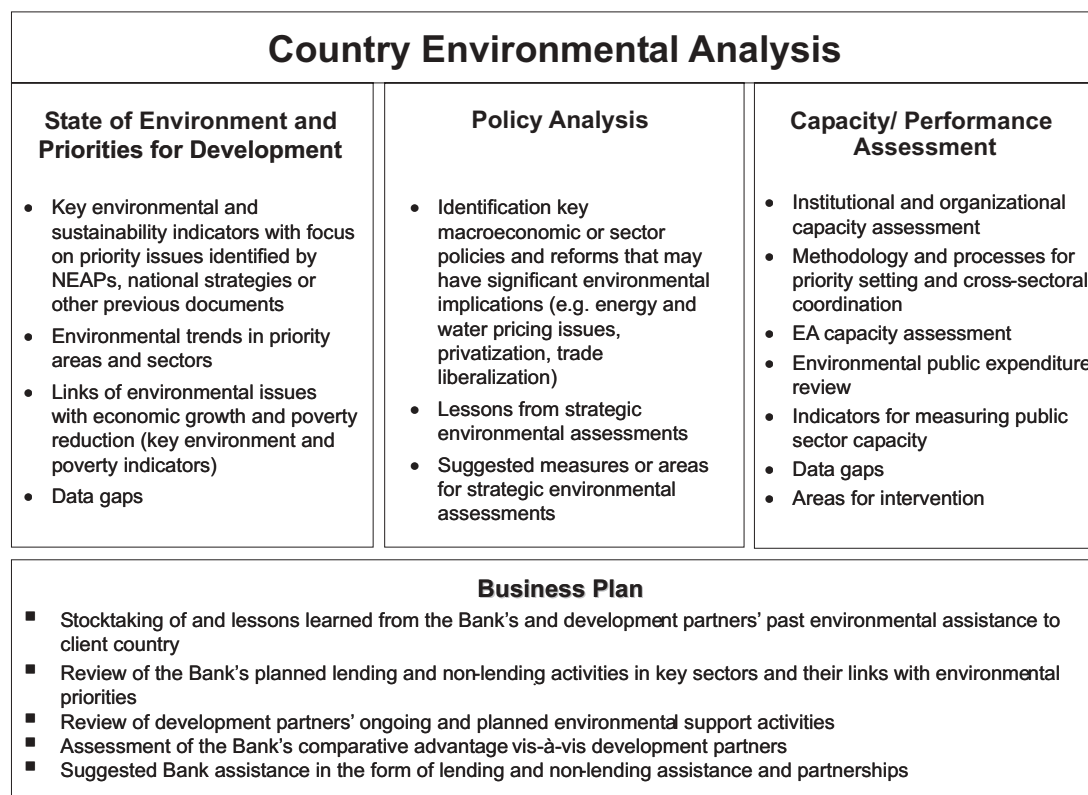 Country Environmental Analysis
State of Environment and
Priorities for Development
• Key environmental and
sustainability indicators with focus
on priority issues identified by
NEAPs, national strategies or
other previous documents
• Environmental trends in priority
areas and sectors
• Links of environmental issues
with economic growth and poverty
reduction (key environment and
poverty indicators)
• Data gaps
Policy Analysis
• Identification key
macroeconomic or sector
policies and reforms that may
have significant environmental
implications (e.g. energy and
water pricing issues,
privatization, trade
liberalization)
• Lessons from strategic
environmental assessments
• Suggested measures or areas
for strategic environmental
assessments
Capacity/ Performance
Assessment
• Institutional and organizational
capacity assessment
• Methodology and processes for
priority setting and cross-sectoral
coordination
• EA capacity assessment
• Environmental public expenditure
review
• Indicators for measuring public
sector capacity
• Data gaps
• Areas for intervention
Business Plan
■ Stocktaking of and lessons learned from the Bank's and development partners' past environmental assistance to
client country
■ Review of the Bank's planned lending and non-lending activities in key sectors and their links with environmental
priorities
■ Review of development partners' ongoing and planned environmental support activities
■ Assessment of the Bank's comparative advantage vis-à-vis development partners
■ Suggested Bank assistance in the form of lending and non-lending assistance and partnerships